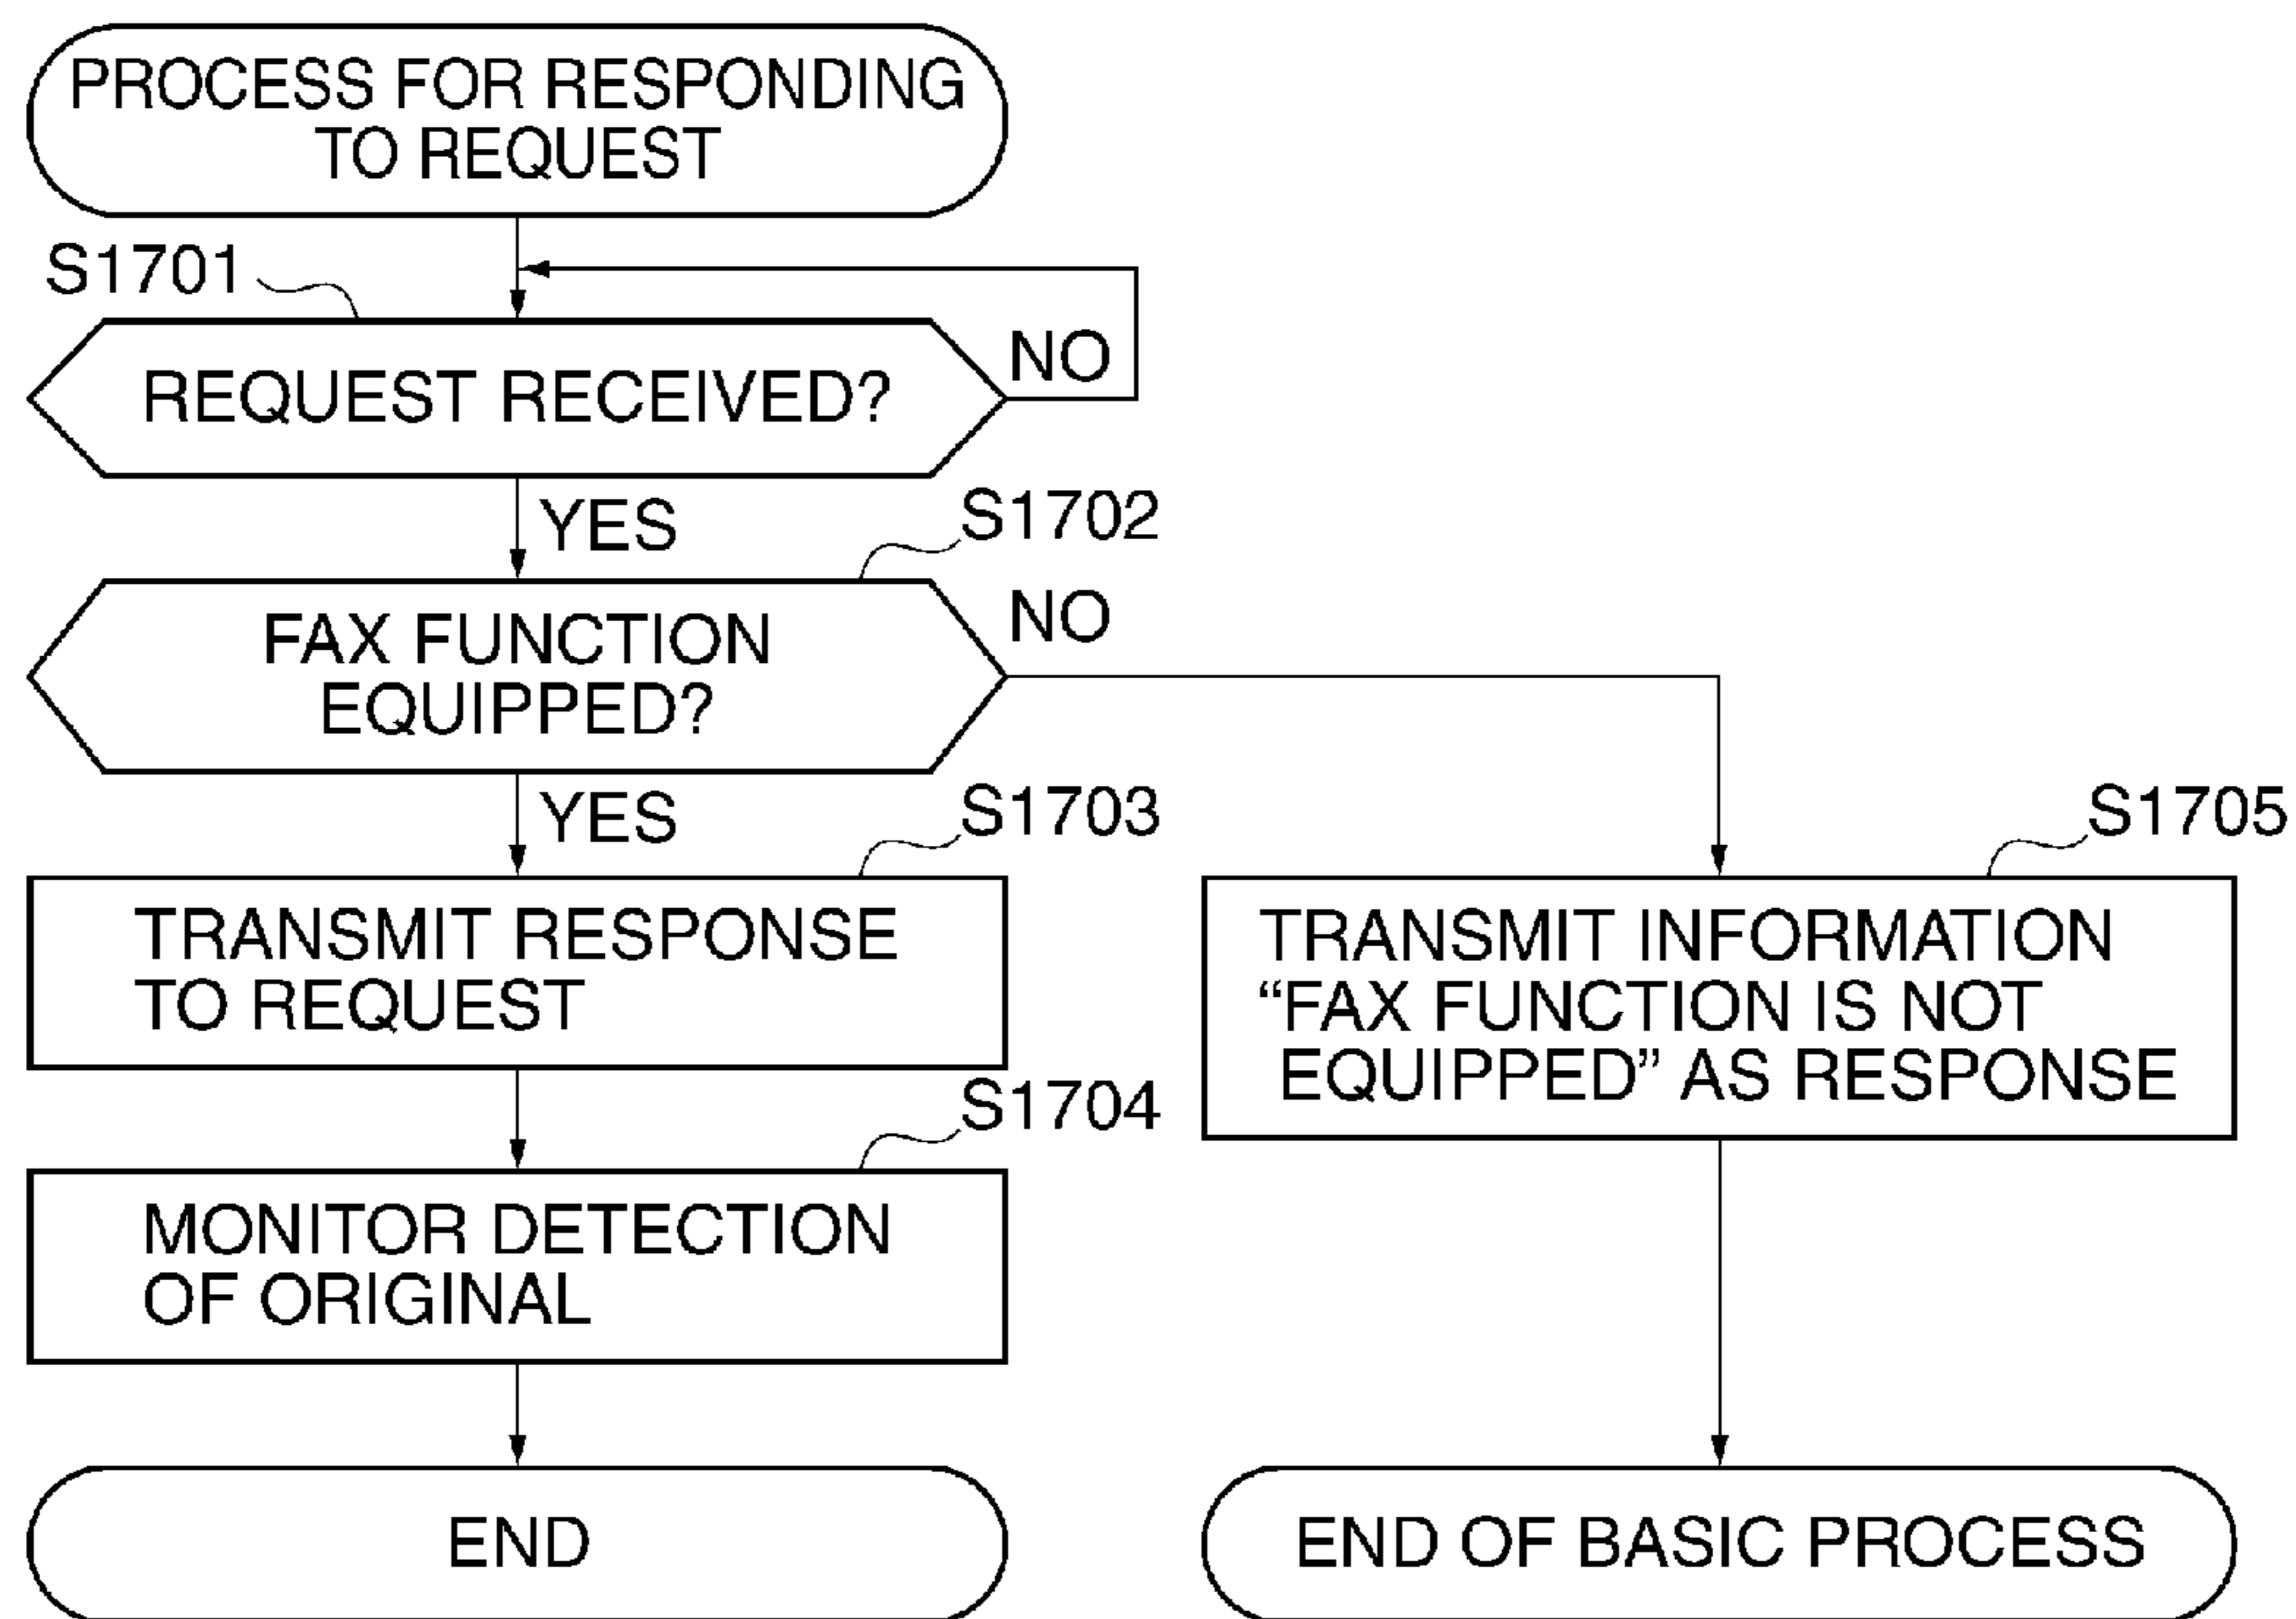 PROCESS FOR RESPONDING
TO REQUEST
S1701
REQUEST RECEIVED?
NO
YES
S1702
FAX FUNCTION
EQUIPPED?
NO
YES
S1703
TRANSMIT RESPONSE
TO REQUEST
S1705
TRANSMIT INFORMATION
“FAX FUNCTION IS NOT
EQUIPPED” AS RESPONSE
S1704
MONITOR DETECTION
OF ORIGINAL
END
END OF BASIC PROCESS